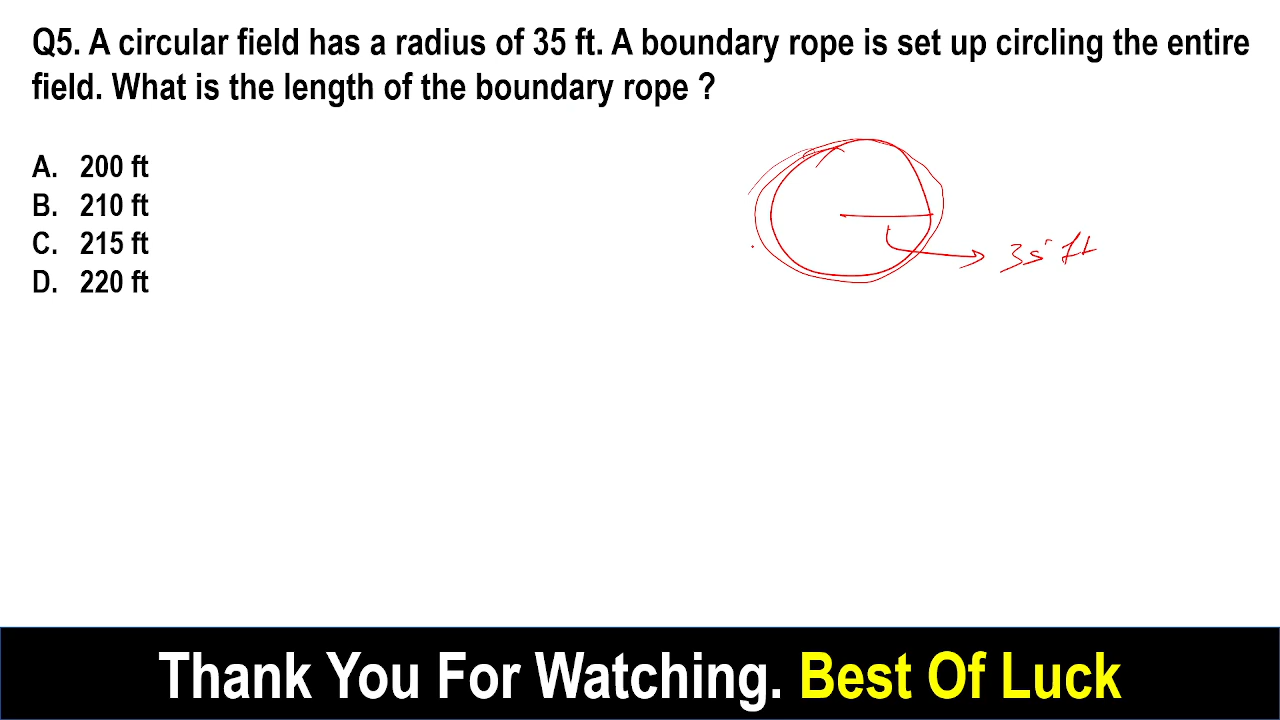 Q5. A circular field has a radius of 35 ft. A boundary rope is set up circling the entire
field. What is the length of the boundary rope ?
A. 200 ft
B. 210 ft
C. 215 ft
D. 220 ft
35 ft
Thank You For Watching. Best Of Luck